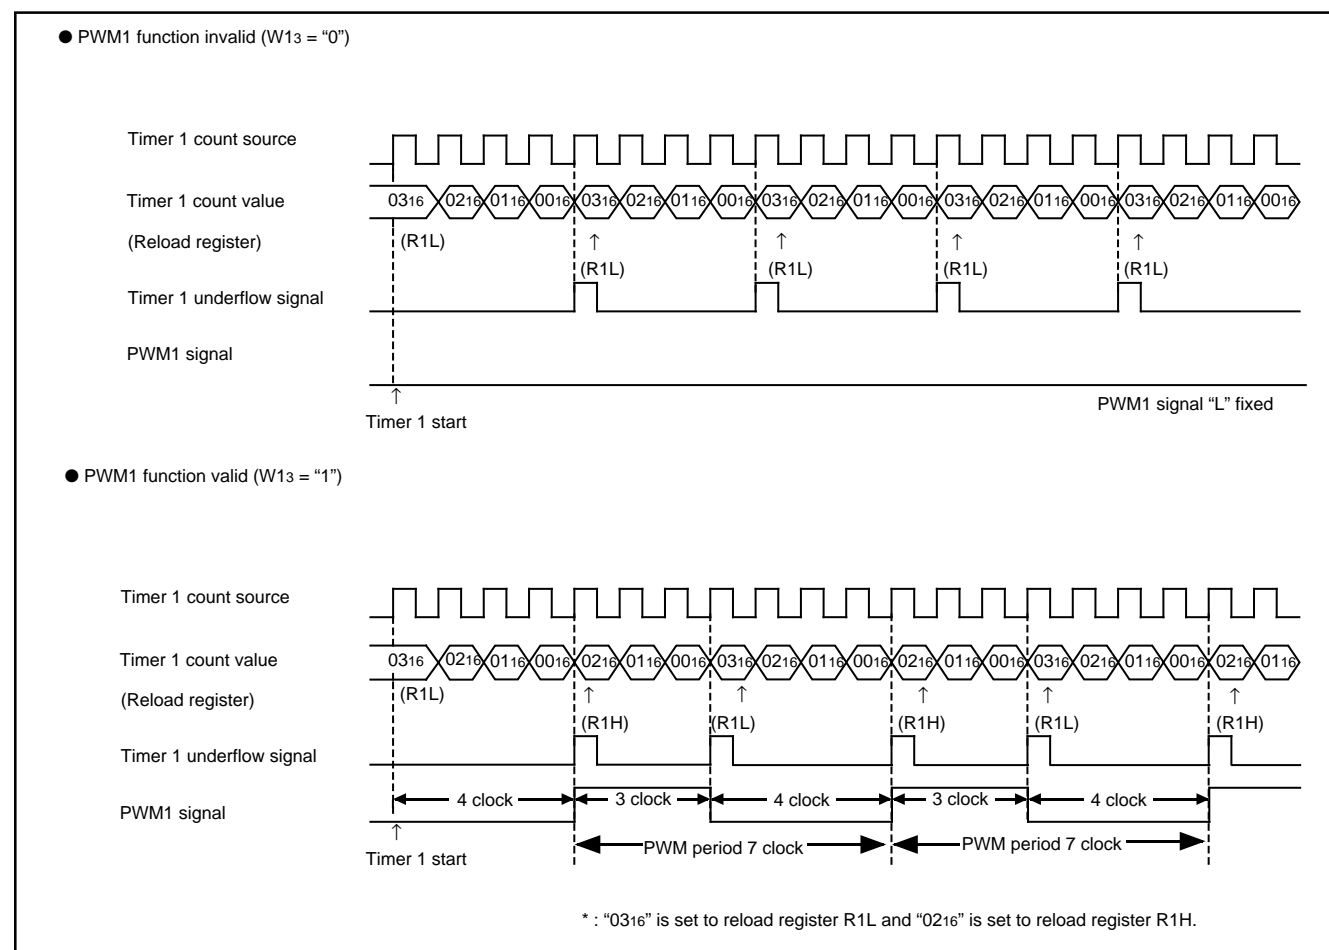 ● PWM1 function invalid (W13 = “0”)
Timer 1 count source
Timer 1 count value
0316 0216 0116 0016 0316 0216 0116 0016 0316 0216 0116 0016 0316 0216 0116 0016 0316 0216 0116 0016
(Reload register)
(R1L) ↑ ↑ ↑ ↑
(R1L) (R1L) (R1L) (R1L)
Timer 1 underflow signal
PWM1 signal
↑
PWM1 signal “L” fixed
Timer 1 start
● PWM1 function valid (W13 = “1”)
Timer 1 count source
Timer 1 count value
0316 0216 0116 0016 0216 0116 0016 0316 0216 0116 0016 0216 0116 0016 0316 0216 0116 0016 0216 0116
(Reload register)
(R1L) ↑ ↑ ↑ ↑ ↑
(R1H) (R1L) (R1H) (R1L) (R1H)
Timer 1 underflow signal
4 clock 3 clock 4 clock 3 clock 4 clock
PWM1 signal
↑
PWM period 7 clock PWM period 7 clock
Timer 1 start
* : “0316” is set to reload register R1L and “0216” is set to reload register R1H.